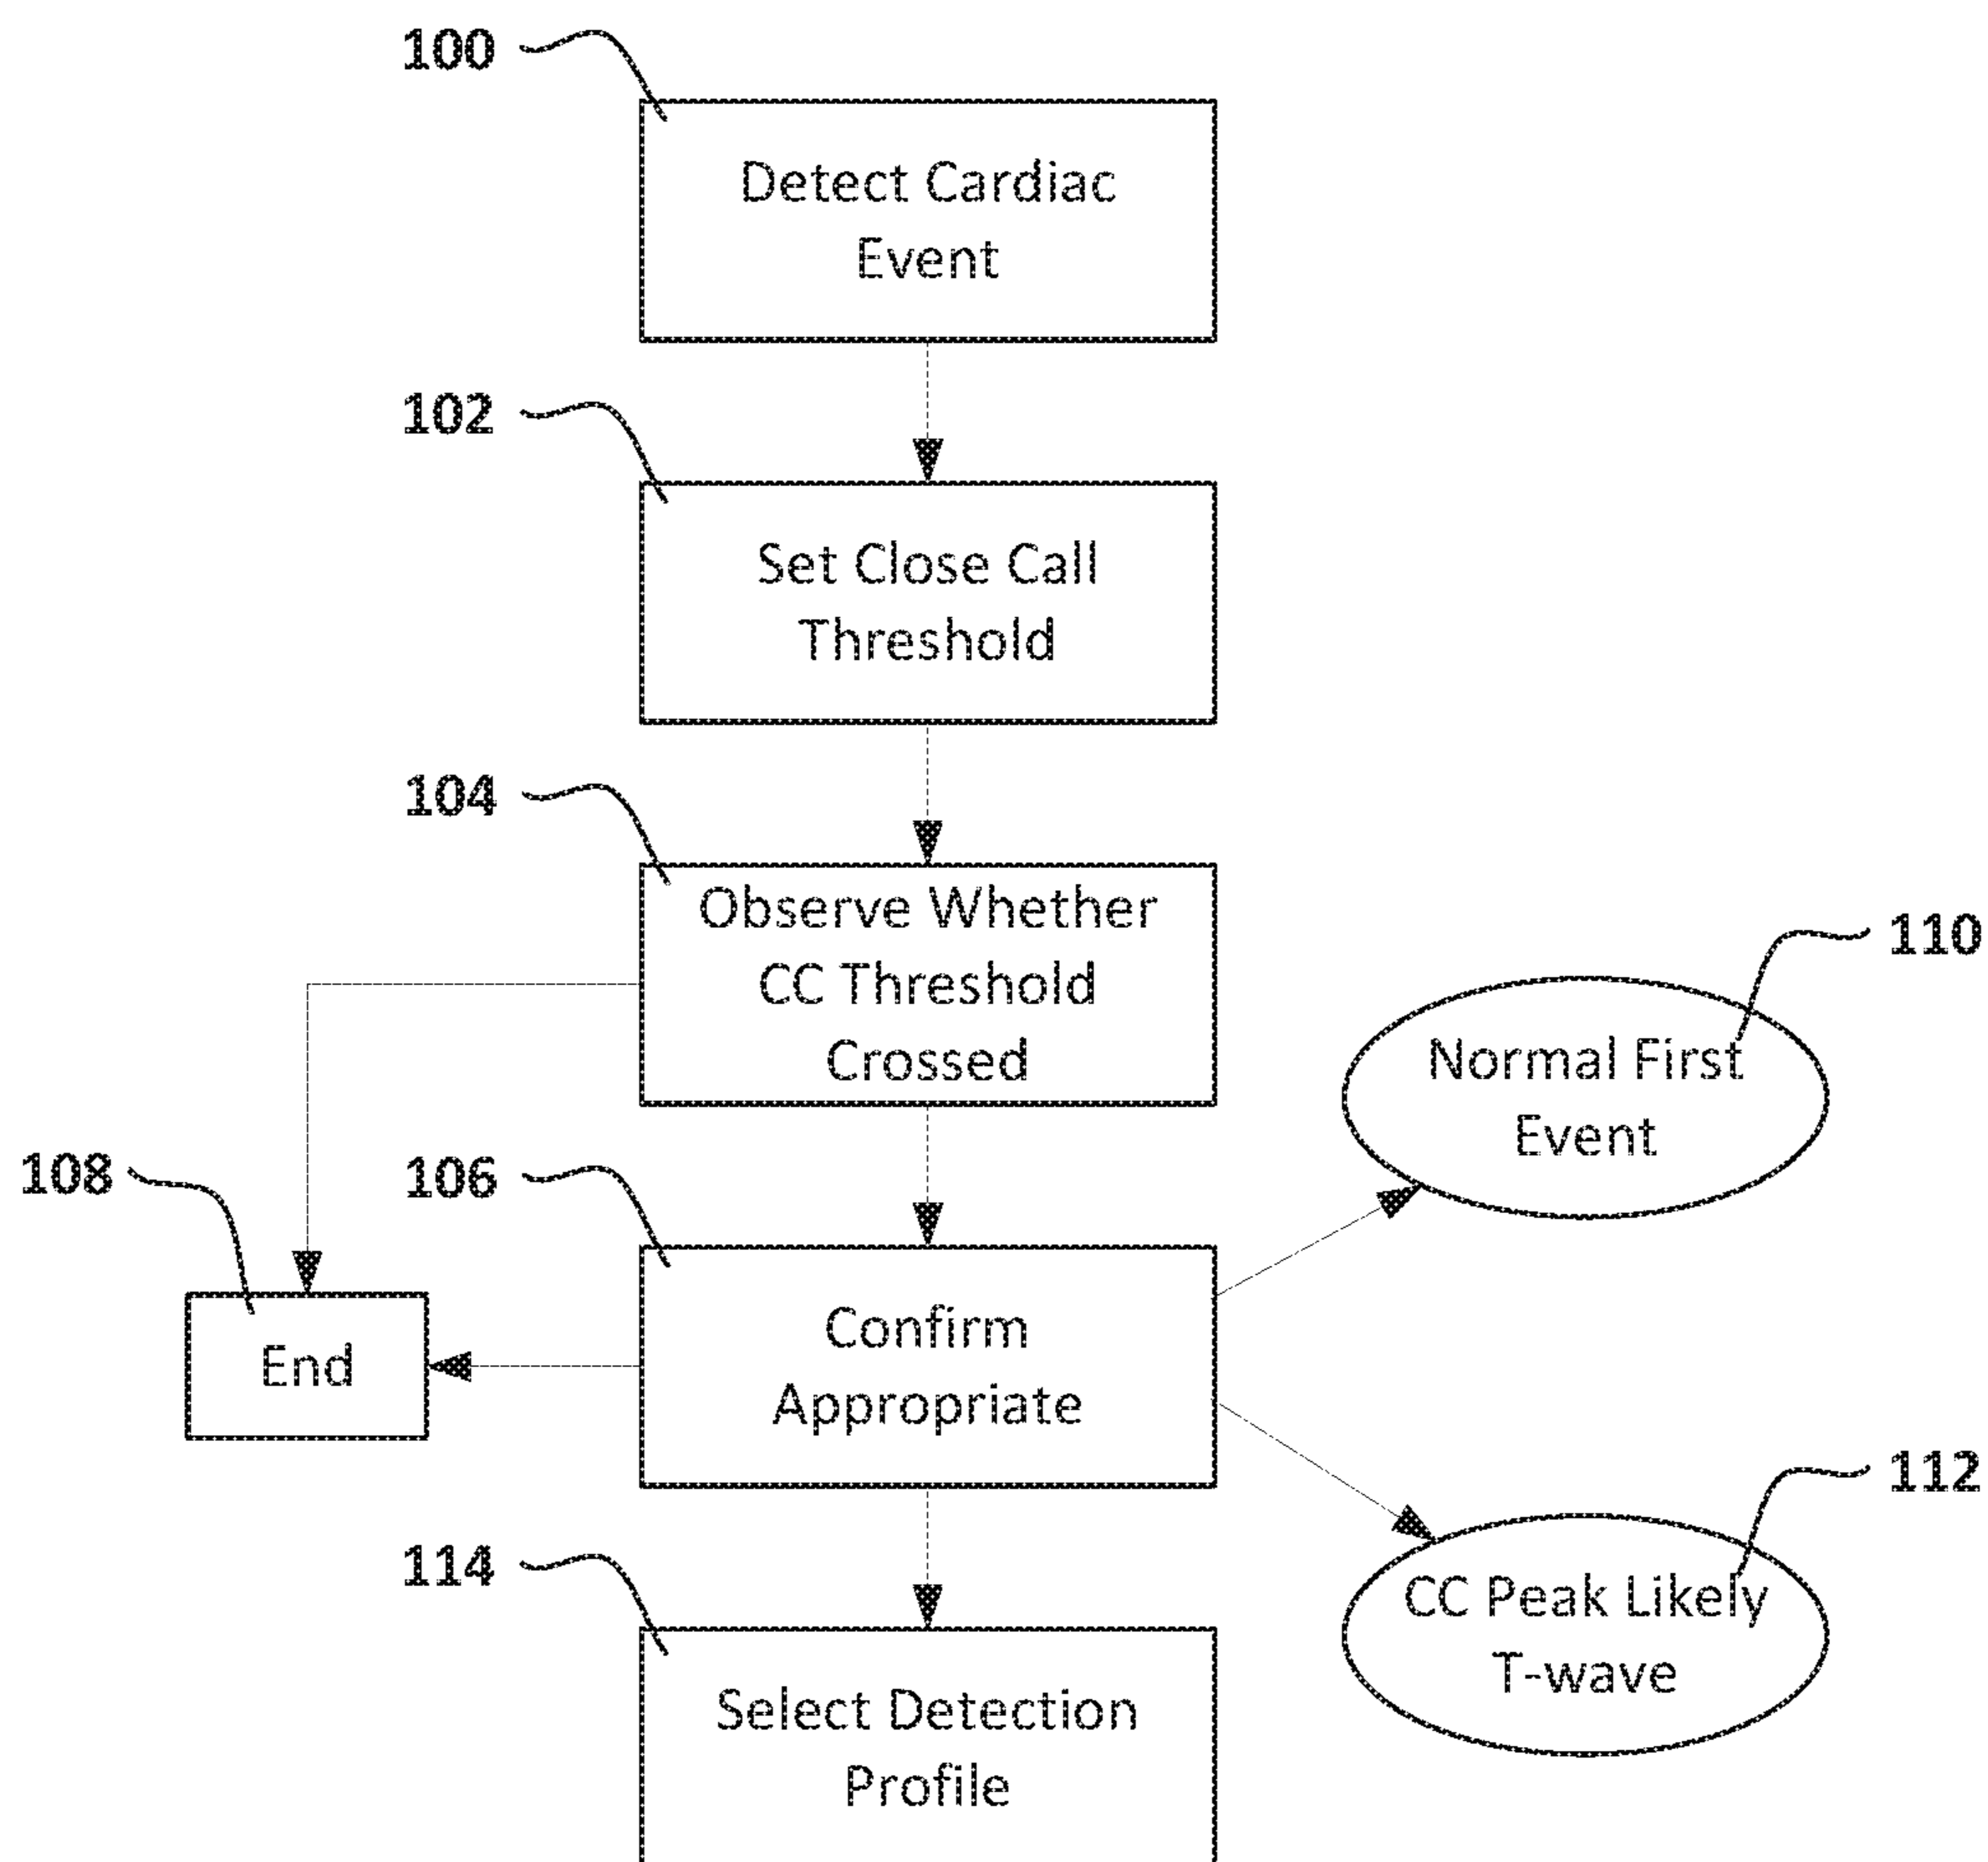 100
Detect Cardiac
Event
102
Set Close Call
Threshold
104
Observe Whether
CC Threshold
Crossed
110
Normal First
Event
108
End
106
Confirm
Appropriate
112
CC Peak Likely
T-wave
114
Select Detection
Profile